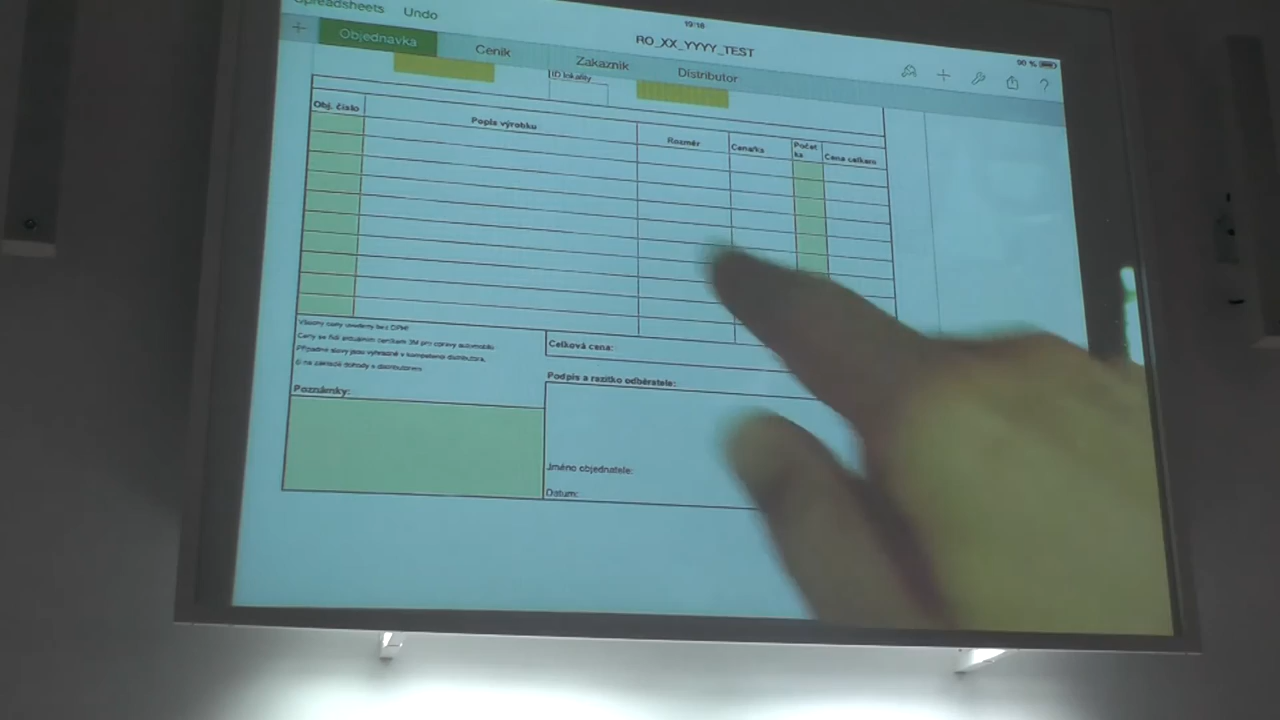 Spreadsheets Undo
19:16
RO_XX_YYYY_TEST
90 %
Objednavka
Ceník
Zakaznik
Distributor
ID lokality
Obj. číslo
Popis výrobku
Rozměr
Cena/ks
Počet
ks
Cena celkem
Všechny ceny uvedeny bez DPH!
Ceny se řídí aktuálním ceníkem 3M pro opravy automobilů
Případné slevy jsou výhradně v kompetenci distributora,
či na základě dohody s distributorem
Celková cena:
Podpis a razítko odběratele:
Poznámky:
Jméno objednatele:
Datum: